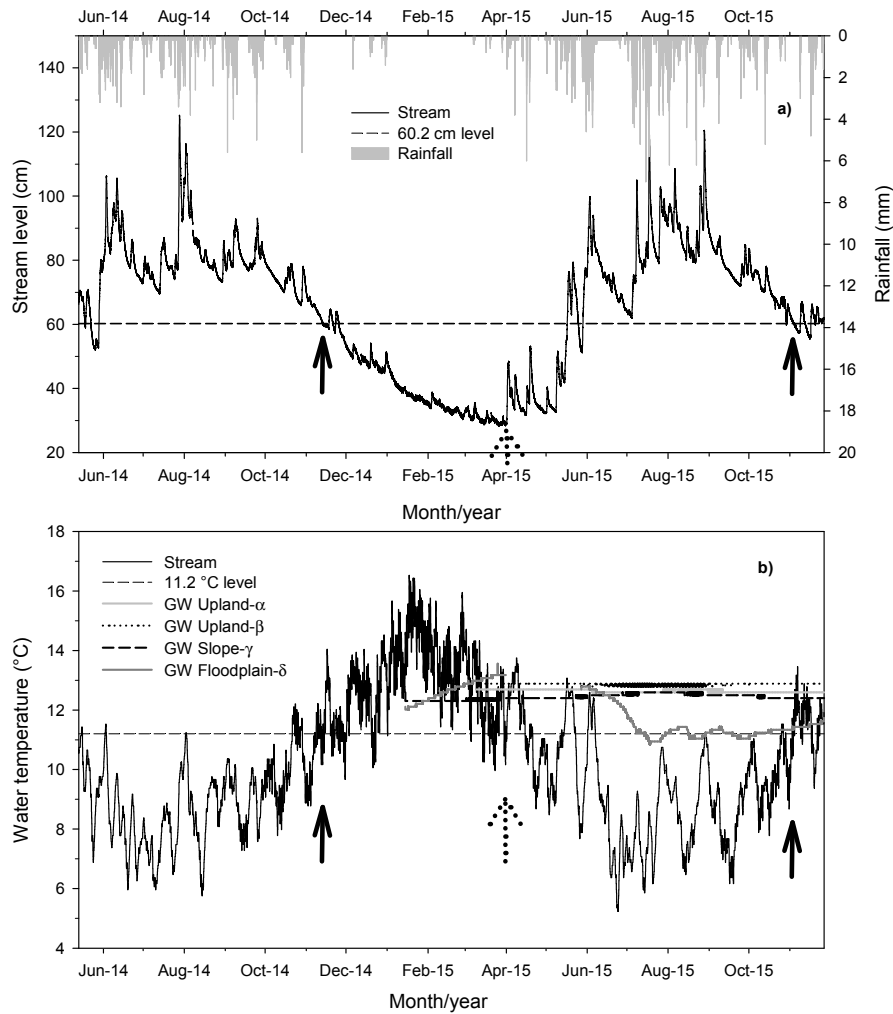 Jun-14 Aug-14 Oct-14 Dec-14 Feb-15 Apr-15 Jun-15 Aug-15 Oct-15
a)
Stream
60.2 cm level
Rainfall
Stream level (cm)
140
120
100
80
60
40
20
Rainfall (mm)
0
2
4
6
8
10
12
14
16
18
20
Jun-14 Aug-14 Oct-14 Dec-14 Feb-15 Apr-15 Jun-15 Aug-15 Oct-15
Month/year
b)
Stream
11.2 °C level
GW Upland-α
GW Upland-β
GW Slope-γ
GW Floodplain-δ
Water temperature (°C)
18
16
14
12
10
8
6
4
Jun-14 Aug-14 Oct-14 Dec-14 Feb-15 Apr-15 Jun-15 Aug-15 Oct-15
Month/year